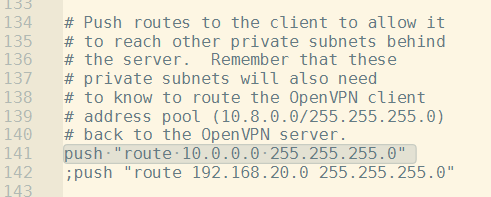 133
134 # Push routes to the client to allow it
135 # to reach other private subnets behind
136 # the server.  Remember that these
137 # private subnets will also need
138 # to know to route the OpenVPN client
139 # address pool (10.8.0.0/255.255.255.0)
140 # back to the OpenVPN server.
141 push·"route·10.0.0.0·255.255.255.0"
142 ;push "route 192.168.20.0 255.255.255.0"
143